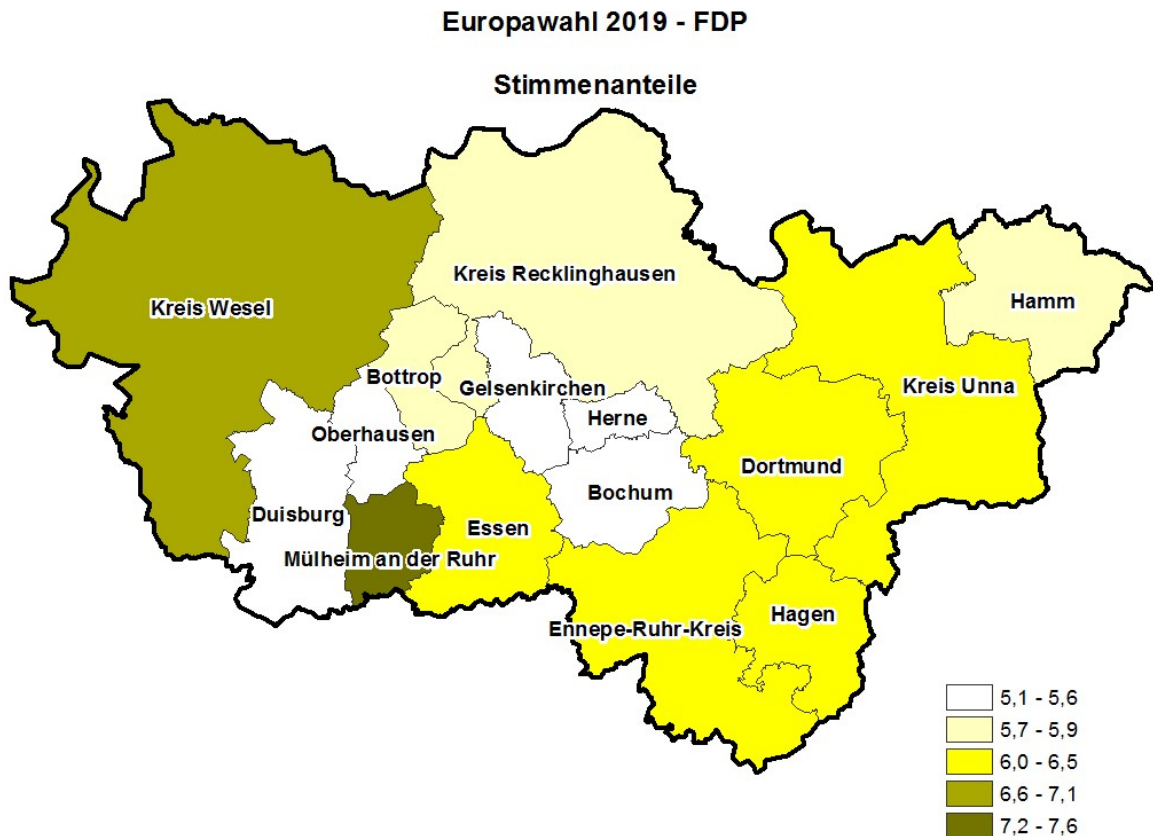 Europawahl 2019 - FDP
Stimmenanteile
Kreis Recklinghausen
Kreis Wesel
Hamm
Bottrop
Gelsenkirchen
Kreis Unna
Herne
Oberhausen
Dortmund
Bochum
Duisburg
Essen
Mülheim an der Ruhr
Hagen
Ennepe-Ruhr-Kreis
5,1 - 5,6
5,7 - 5,9
6,0 - 6,5
6,6 - 7,1
7,2 - 7,6